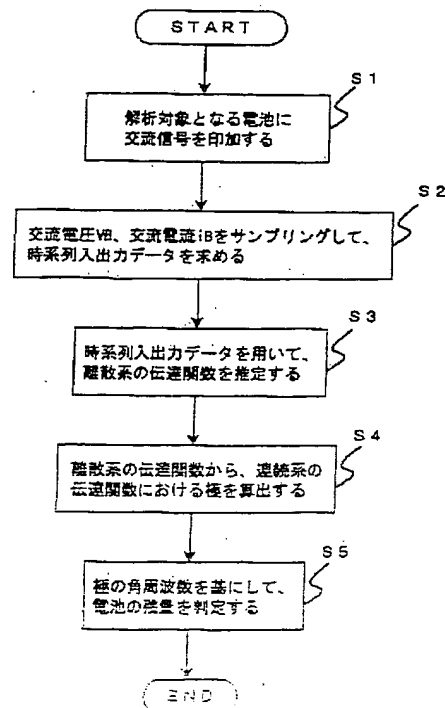 START
S1
解析対象となる電池に
交流信号を印加する
S2
交流電圧VB、交流電流iBをサンプリングして、
時系列入出力データを求める
S3
時系列入出力データを用いて、
離散系の伝達関数を推定する
S4
離散系の伝達関数から、連続系の
伝達関数における極を算出する
S5
極の角周波数を基にして、
電池の残量を判定する
END